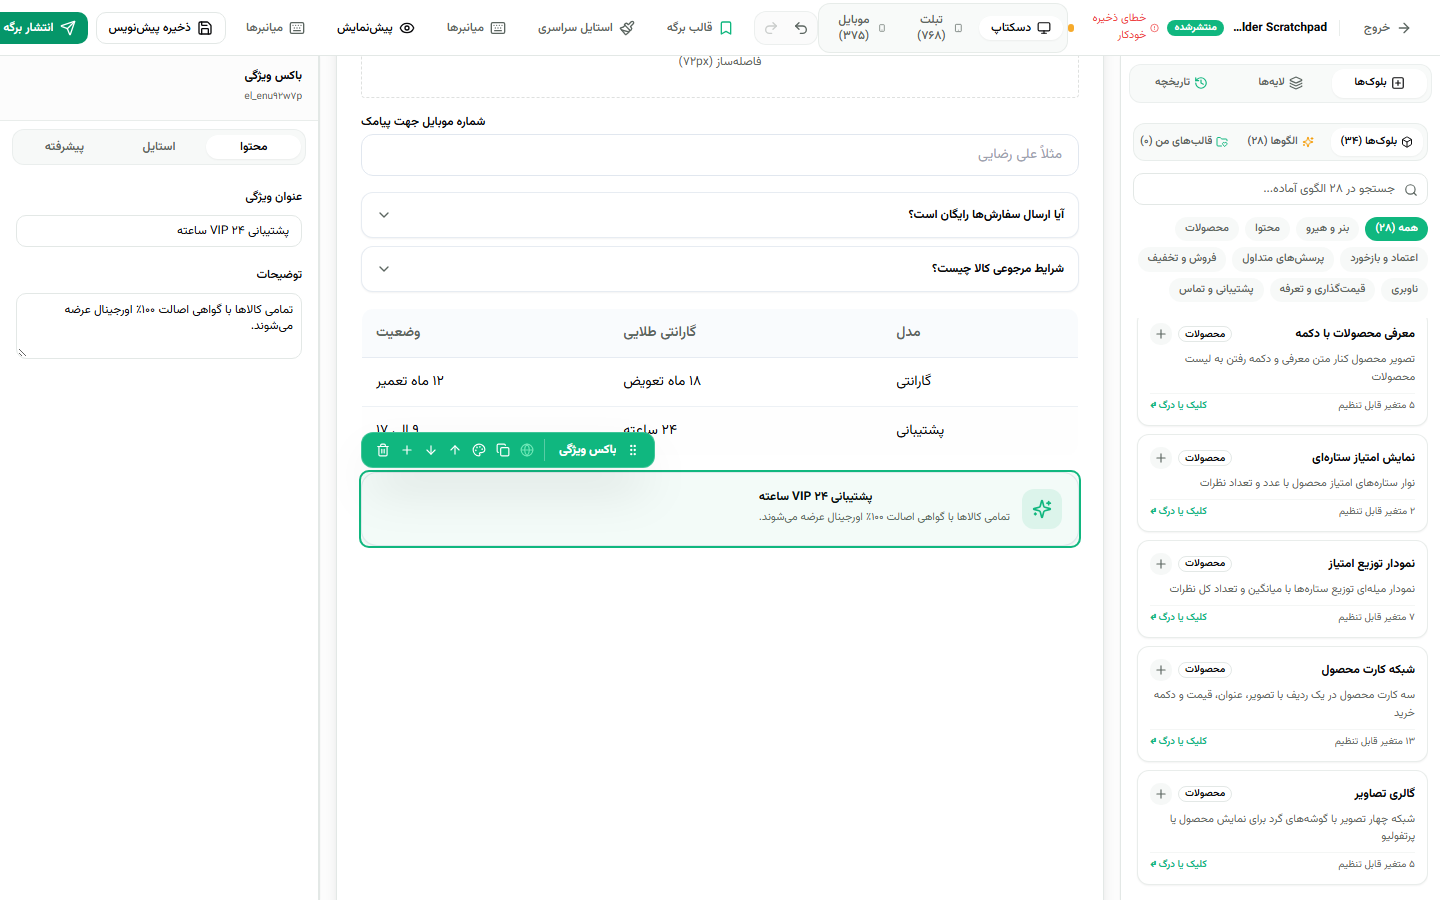 خروج
...lder Scratchpad
منتشرشده
خطای ذخیره خودکار
دسکتاپ
تبلت (۷۶۸)
موبایل (۳۷۵)
قالب برگه
استایل سراسری
میانبرها
پیش‌نمایش
میانبرها
ذخیره پیش‌نویس
انتشار برگه
بلوک‌ها
لایه‌ها
تاریخچه
بلوک‌ها (۳۴)
الگوها (۲۸)
قالب‌های من (۰)
جستجو در ۲۸ الگوی آماده...
همه (۲۸)
بنر و هیرو
محتوا
محصولات
اعتماد و بازخورد
پرسش‌های متداول
فروش و تخفیف
ناوبری
قیمت‌گذاری و تعرفه
پشتیبانی و تماس
معرفی محصولات با دکمه
محصولات
تصویر محصول کنار متن معرفی و دکمه رفتن به لیست
محصولات
۵ متغیر قابل تنظیم
کلیک یا درگ
نمایش امتیاز ستاره‌ای
محصولات
نوار ستاره‌های امتیاز محصول با عدد و تعداد نظرات
۲ متغیر قابل تنظیم
کلیک یا درگ
نمودار توزیع امتیاز
محصولات
نمودار میله‌ای توزیع ستاره‌ها با میانگین و تعداد کل نظرات
۷ متغیر قابل تنظیم
کلیک یا درگ
شبکه کارت محصول
محصولات
سه کارت محصول در یک ردیف با تصویر، عنوان، قیمت و دکمه
خرید
۱۳ متغیر قابل تنظیم
کلیک یا درگ
گالری تصاویر
محصولات
شبکه چهار تصویر با گوشه‌های گرد برای نمایش محصول یا
پرتفولیو
۵ متغیر قابل تنظیم
کلیک یا درگ
فاصله‌ساز (۷۲px)
شماره موبایل جهت پیامک
مثلاً علی رضایی
آیا ارسال سفارش‌ها رایگان است؟
شرایط مرجوعی کالا چیست؟
مدل
گارانتی طلایی
وضعیت
گارانتی
۱۸ ماه تعویض
۱۲ ماه تعمیر
پشتیبانی
۲۴ ساعته
۹ الی ۱۷
باکس ویژگی
پشتیبانی ۲۴ VIP ساعته
تمامی کالاها با گواهی اصالت ۱۰۰٪ اورجینال عرضه می‌شوند.
باکس ویژگی
el_enu۹۲w۷p
محتوا
استایل
پیشرفته
عنوان ویژگی
پشتیبانی ۲۴ VIP ساعته
توضیحات
تمامی کالاها با گواهی اصالت ۱۰۰٪ اورجینال عرضه
می‌شوند.